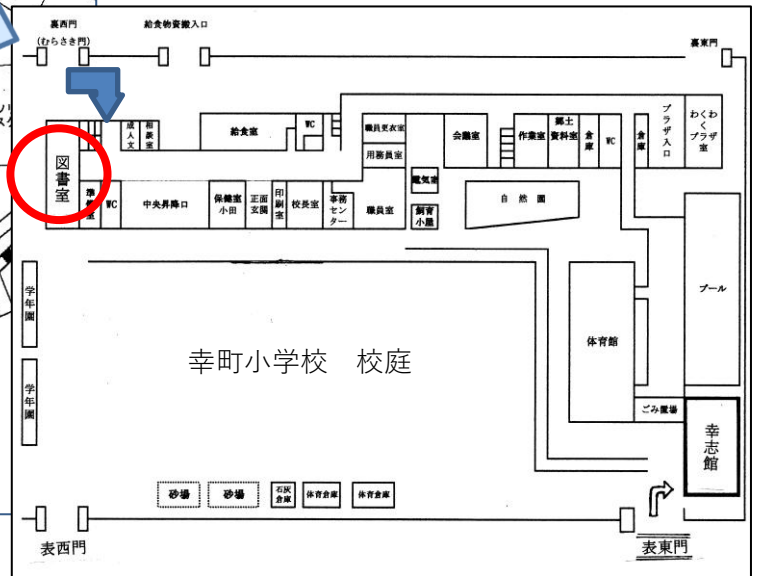 裏西門
(むらさき門)
給食物資搬入口
裏東門
図書室
成人文
相談室
給食室
WC
職員更衣室
用務員室
会議室
作業室
郷土資料室
倉庫
WC
倉庫
プラザ入口
わくわくプラザ室
準備室
WC
中央昇降口
保健室
小田
正面玄関
印刷室
校長室
事務センター
職員室
電気室
飼育小屋
自然園
学年園
学年園
幸町小学校 校庭
体育館
プール
ごみ置場
幸志館
砂場
砂場
石灰倉庫
体育倉庫
体育倉庫
表西門
表東門